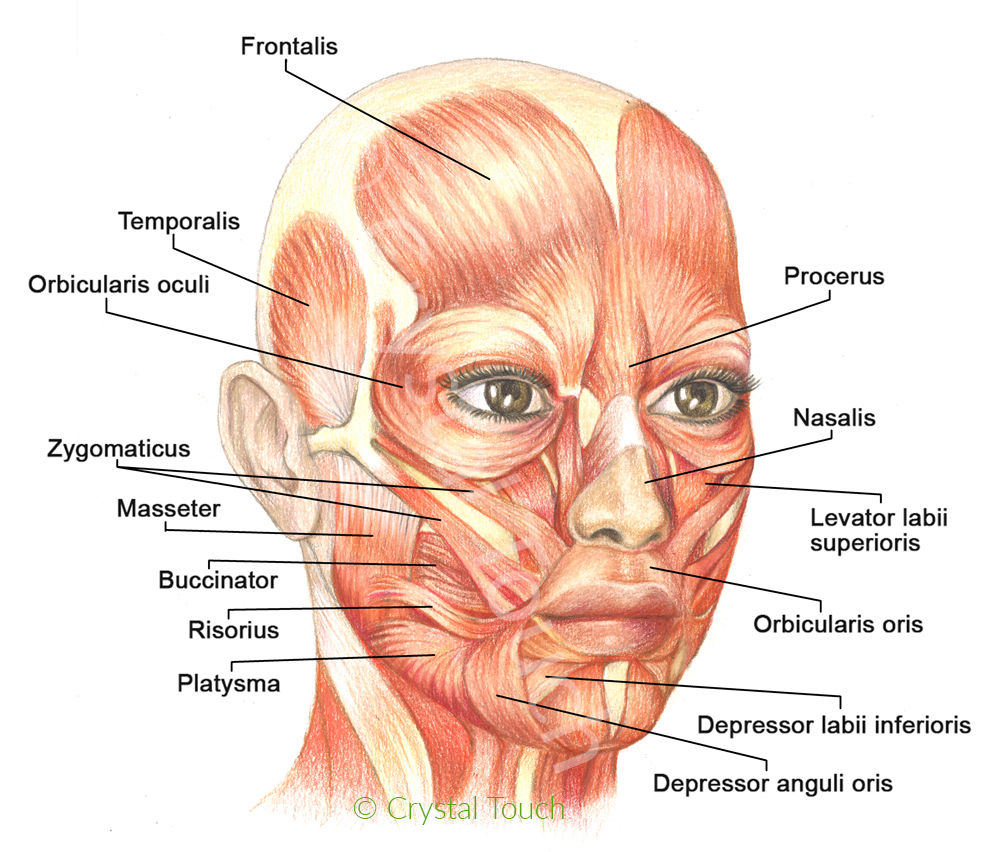 Frontalis
Temporalis
Orbicularis oculi
Procerus
Nasalis
Zygomaticus
Masseter
Levator labii
superioris
Buccinator
Risorius
Orbicularis oris
Platysma
Depressor labii inferioris
Depressor anguli oris
© Crystal Touch